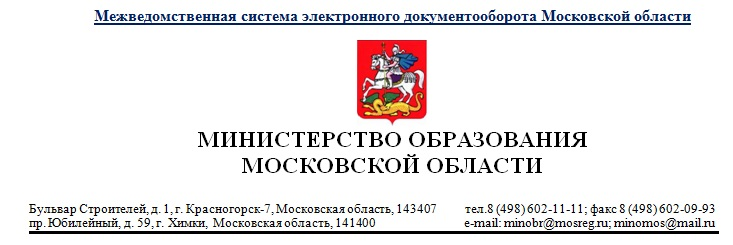 Межведомственная система электронного документооборота Московской области
МИНИСТЕРСТВО ОБРАЗОВАНИЯ
МОСКОВСКОЙ ОБЛАСТИ
Бульвар Строителей, д. 1, г. Красногорск-7, Московская область, 143407 тел.8 (498) 602-11-11; факс 8 (498) 602-09-93
пр. Юбилейный, д. 59, г. Химки, Московская область, 141400 e-mail: minobr@mosreg.ru; minomos@mail.ru